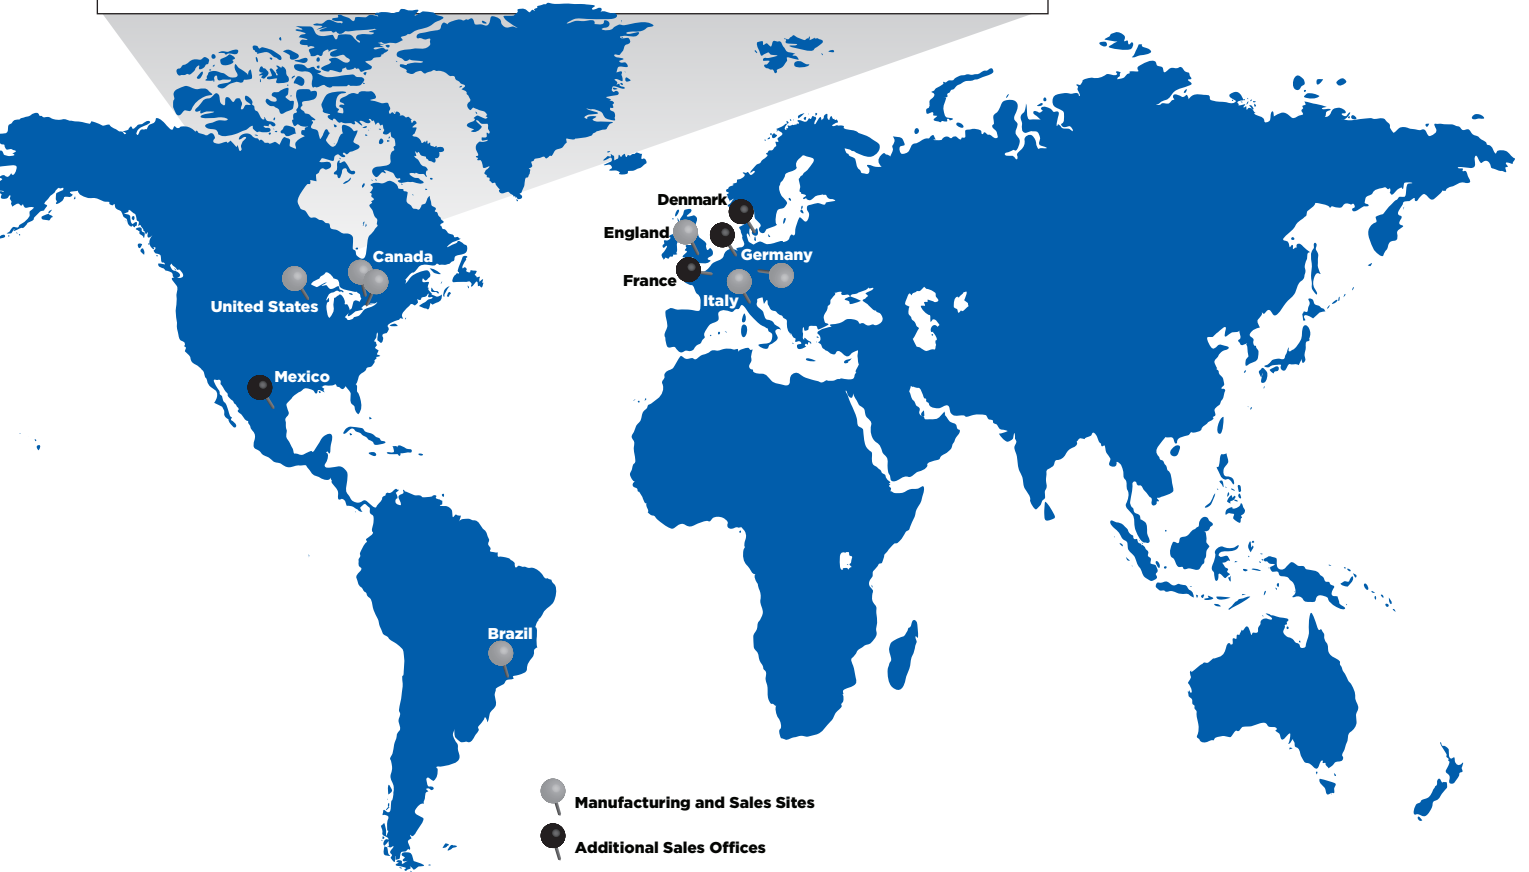 Denmark
England
Germany
Canada
France
Italy
United States
Mexico
Brazil
Manufacturing and Sales Sites
Additional Sales Offices